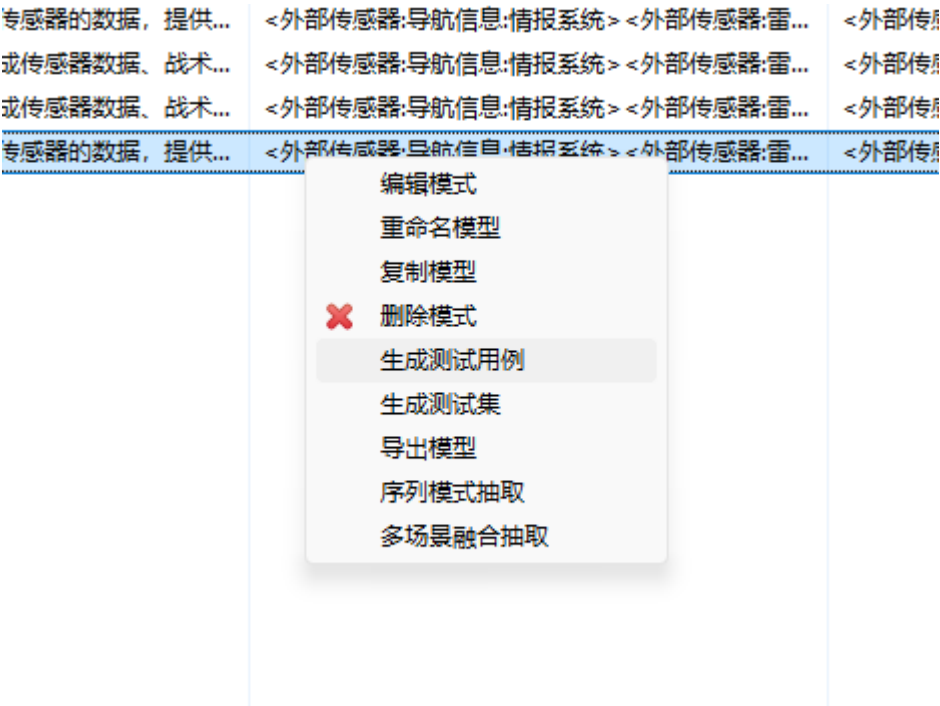 传感器的数据，提供... <外部传感器:导航信息:情报系统><外部传感器:雷... <外部传感
成传感器数据、战术... <外部传感器:导航信息:情报系统><外部传感器:雷... <外部传感
成传感器数据、战术... <外部传感器:导航信息:情报系统><外部传感器:雷... <外部传感
传感器的数据，提供... <外部传感器:导航信息:情报系统><外部传感器:雷... <外部传感
编辑模式
重命名模型
复制模型
删除模式
生成测试用例
生成测试集
导出模型
序列模式抽取
多场景融合抽取